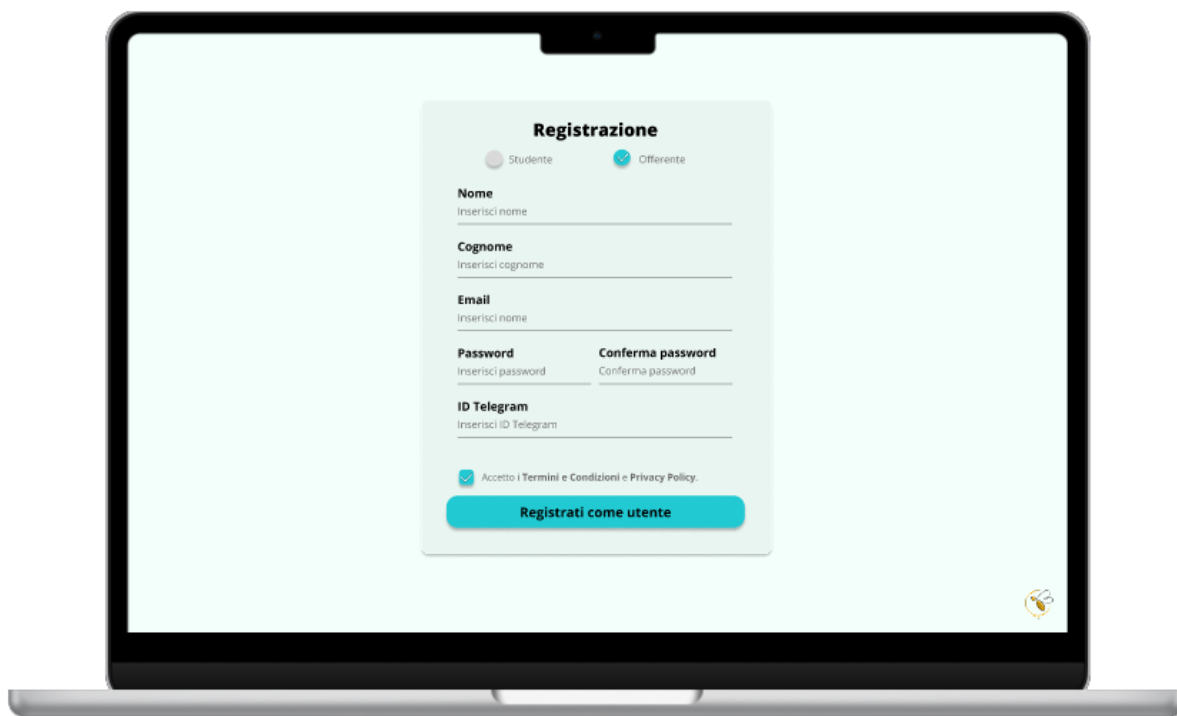 Registrazione
Studente Offerente
Nome
Inserisci nome
Cognome
Inserisci cognome
Email
Inserisci nome
Password Conferma password
Inserisci password Conferma password
ID Telegram
Inserisci ID Telegram
Accetto i Termini e Condizioni e Privacy Policy.
Registrati come utente